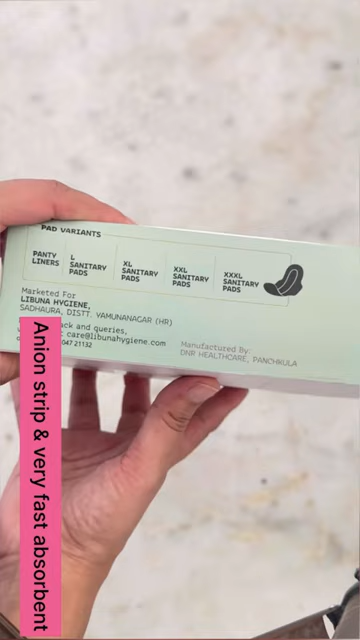 PAD VARIANTS
PANTY LINERS
L SANITARY PADS
XL SANITARY PADS
XXL SANITARY PADS
XXXL SANITARY PADS
Marketed For
LIBUNA HYGIENE,
SADHAURA, DISTT. YAMUNANAGAR (HR)
and queries,
care@libunahygiene.com
21132
Manufactured By:
DNR HEALTHCARE, PANCHKULA
Anion strip & very fast absorbent